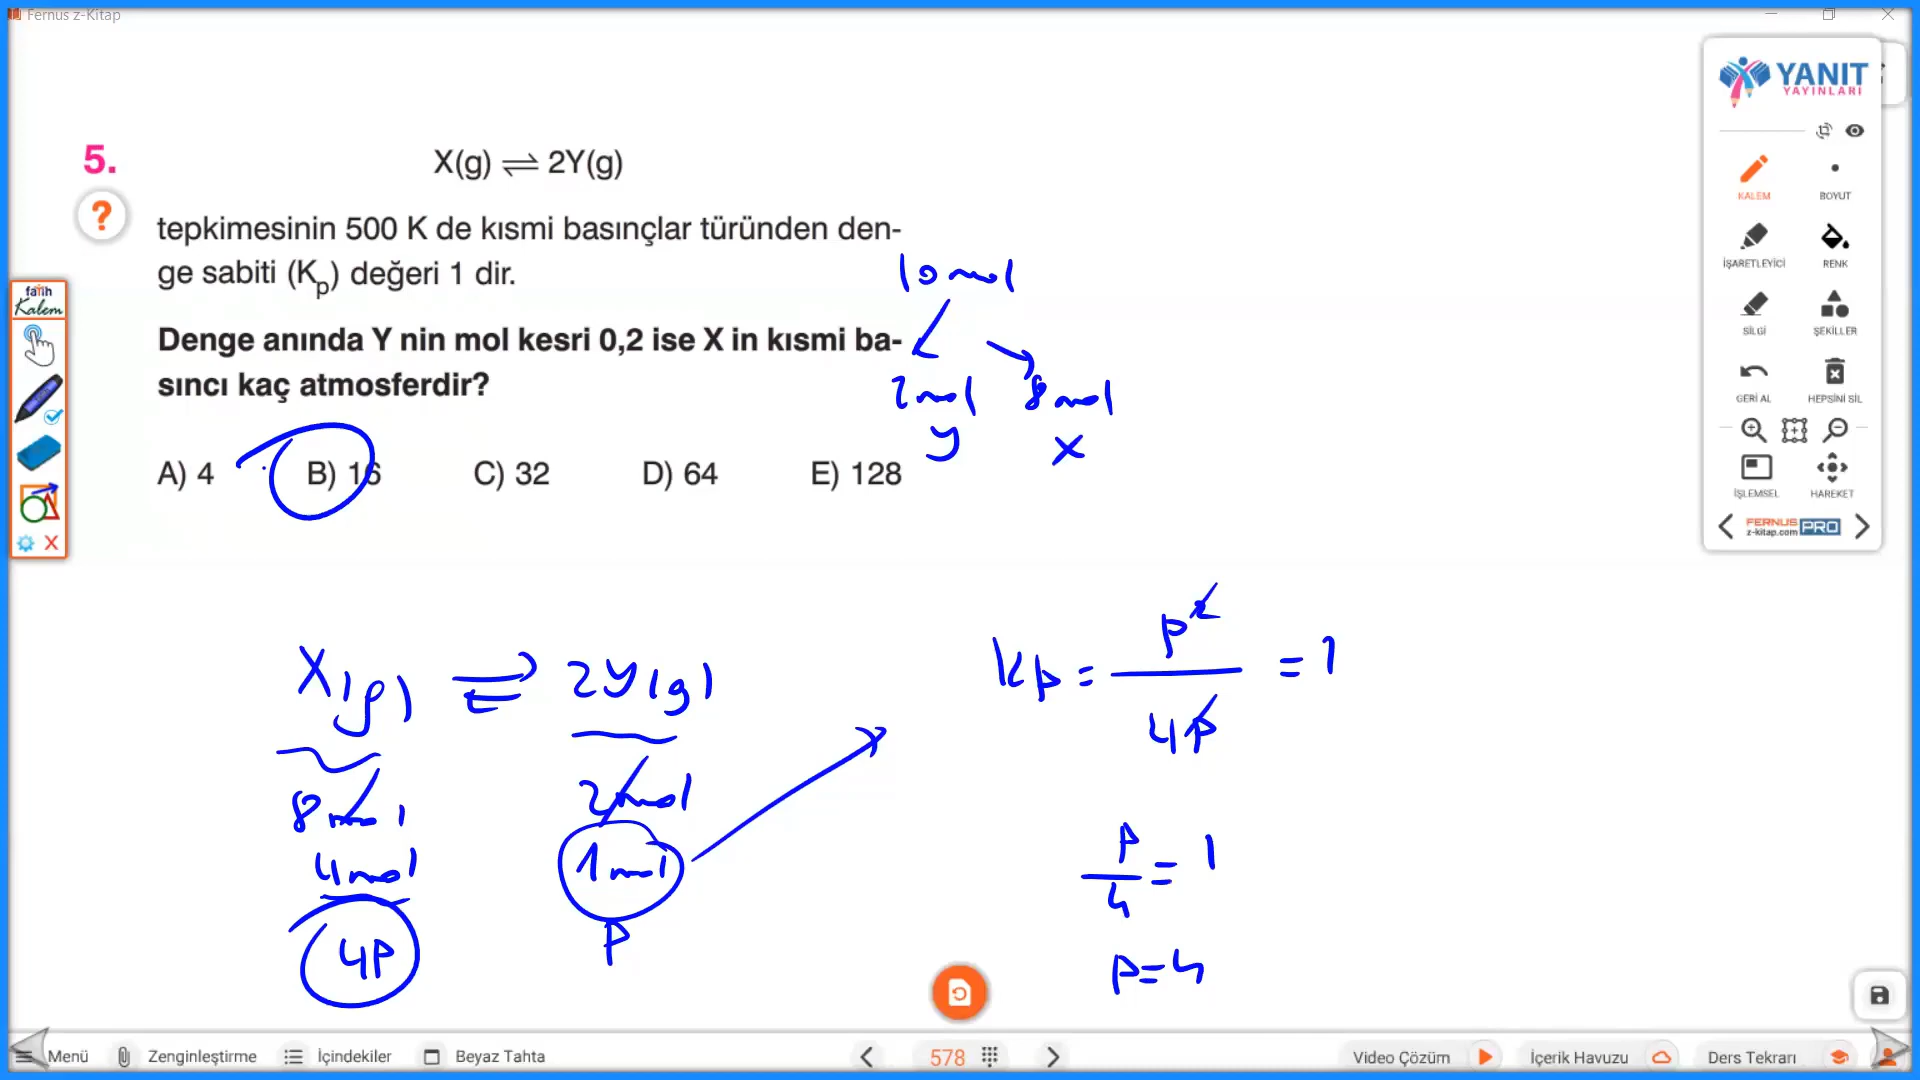 Fernus z-Kitap
YANIT
YAYINLARI
5.
X(g) ⇌ 2Y(g)
?
tepkimesinin 500 K de kısmi basınçlar türünden den-
ge sabiti (Kp) değeri 1 dir.
Denge anında Y nin mol kesri 0,2 ise X in kısmi ba-
sıncı kaç atmosferdir?
A) 4 B) 16 C) 32 D) 64 E) 128
10 mol
2 mol 8 mol
Y X
X(g) ⇌ 2Y(g)
8 mol 2 mol
4 mol 1 mol
4P P
Kp = P² / 4P = 1
P / 4 = 1
P = 4
fatih
Kalem
X
KALEM BOYUT
İŞARETLEYİCİ RENK
SİLGİ ŞEKİLLER
GERİ AL HEPSİNİ SİL
İŞLEMSEL HAREKET
FERNUS PRO
z-kitap.com
Menü Zenginleştirme İçindekiler Beyaz Tahta 578 Video Çözüm İçerik Havuzu Ders Tekrarı